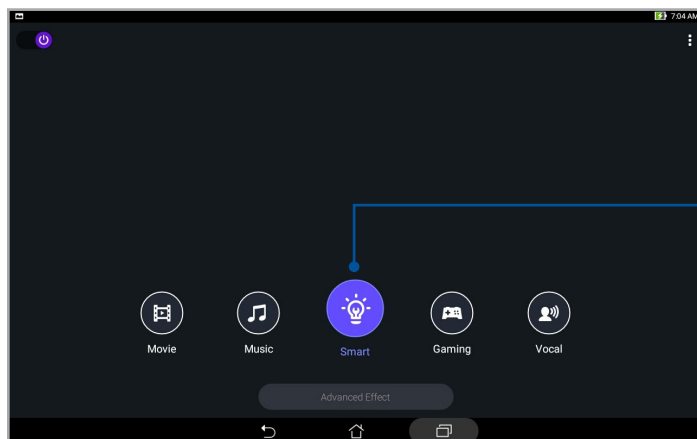 7:04 AM
Movie
Music
Smart
Gaming
Vocal
Advanced Effect